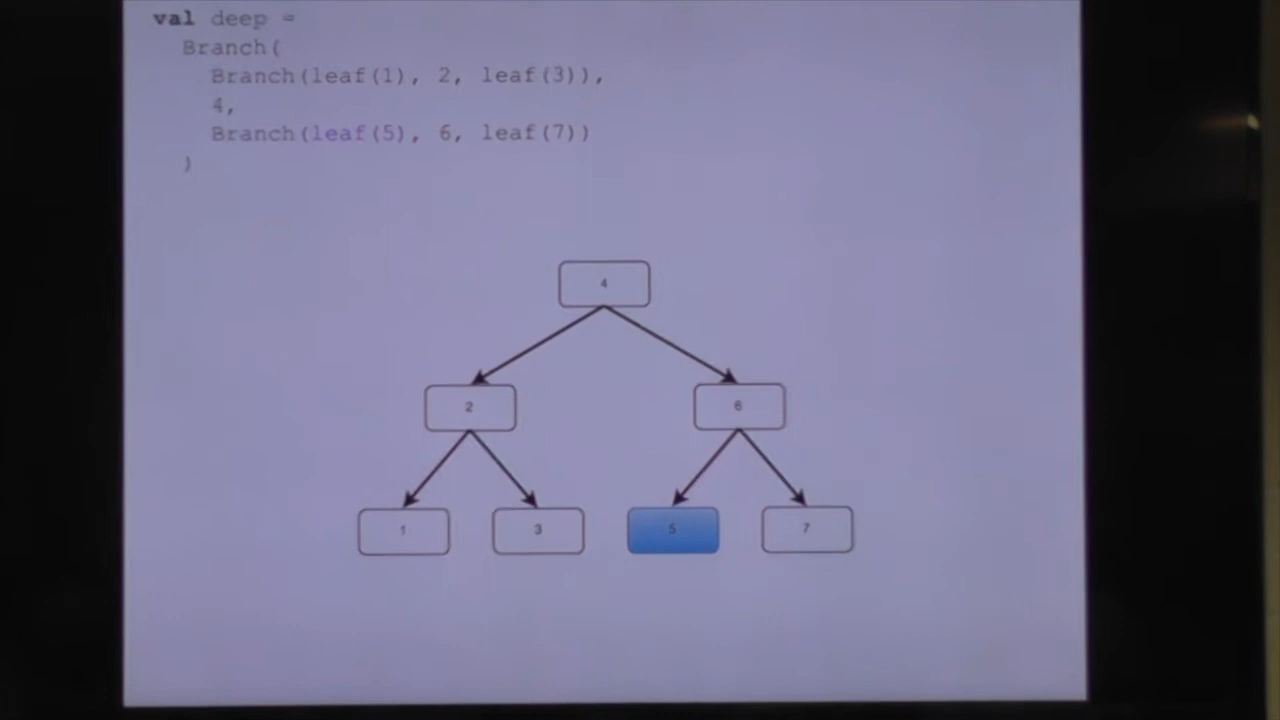 val deep =
Branch(
Branch(leaf(1), 2, leaf(3)),
4,
Branch(leaf(5), 6, leaf(7))
)
4
2 6
1 3 5 7